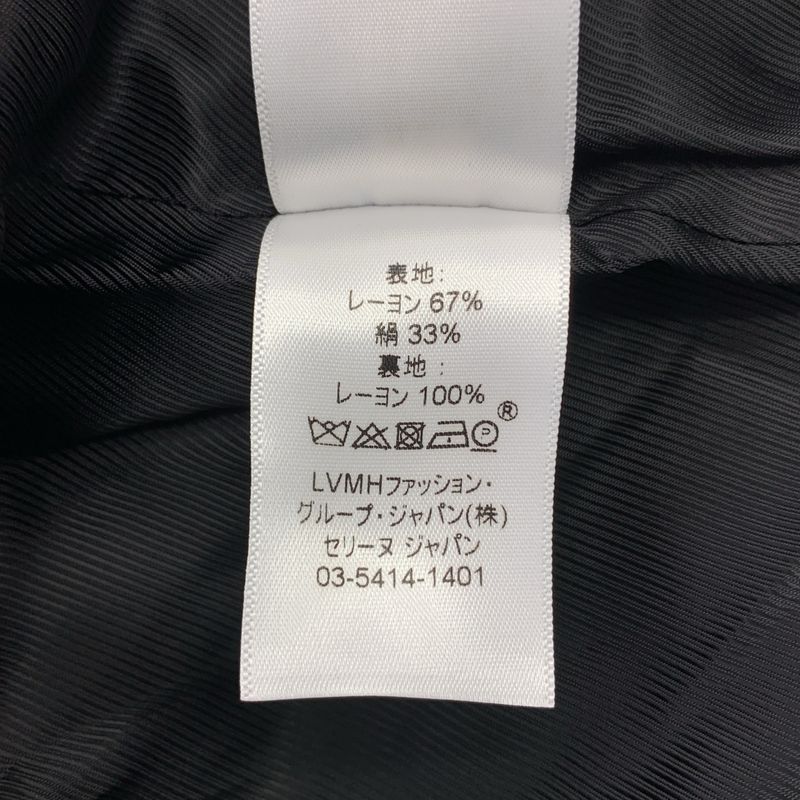 表地:
レーヨン 67%
絹 33%
裏地:
レーヨン 100%
®
P
LVMHファッション・
グループ・ジャパン(株)
セリーヌ ジャパン
03-5414-1401